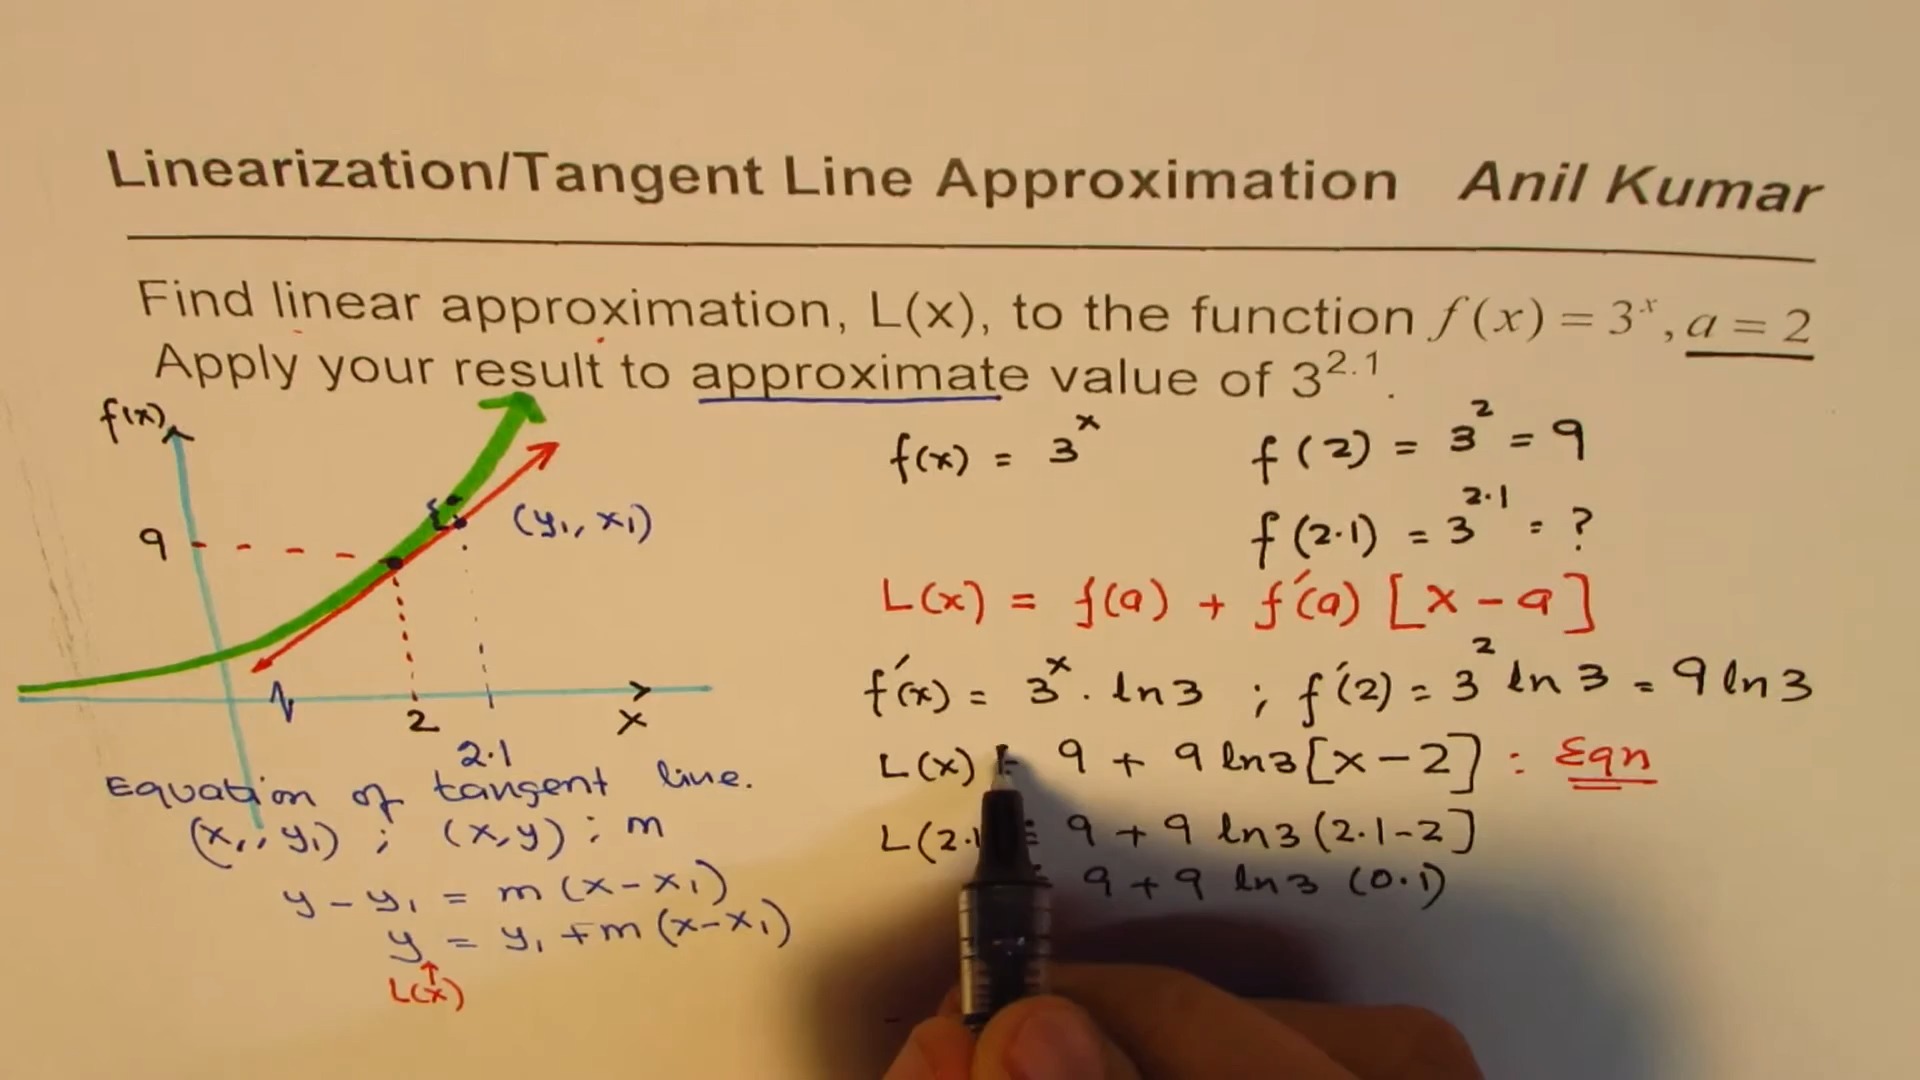 Linearization/Tangent Line Approximation Anil Kumar
Find linear approximation, L(x), to the function f(x) = 3^x, a = 2
Apply your result to approximate value of 3^2.1.
f(x)
9
(y₁, x₁)
2
x
2.1
Equation of tangent line.
(x₁, y₁) ; (x, y) ; m
y - y₁ = m (x - x₁)
y = y₁ + m (x - x₁)
↑
L(x)
f(x) = 3^x
f(2) = 3^2 = 9
f(2.1) = 3^2.1 = ?
L(x) = f(a) + f'(a) [x - a]
f'(x) = 3^x . ln3 ; f'(2) = 3^2 ln 3 = 9 ln 3
L(x) = 9 + 9 ln3 [x - 2] : Eqn
L(2.1 = 9 + 9 ln3 (2.1 - 2]
= 9 + 9 ln3 (0.1)